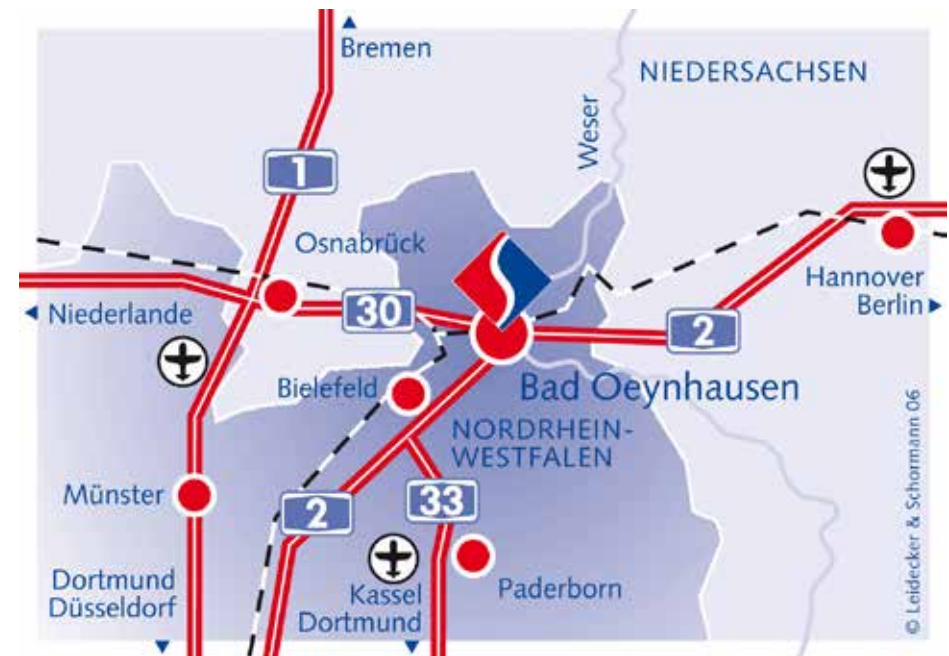 Bremen
NIEDERSACHSEN
Weser
1
Osnabrück
Hannover
Berlin
Niederlande
30
2
Bielefeld
Bad Oeynhausen
NORDRHEIN-
WESTFALEN
Münster
2
33
Dortmund
Düsseldorf
Kassel
Dortmund
Paderborn
© Leidecker & Schormann 06